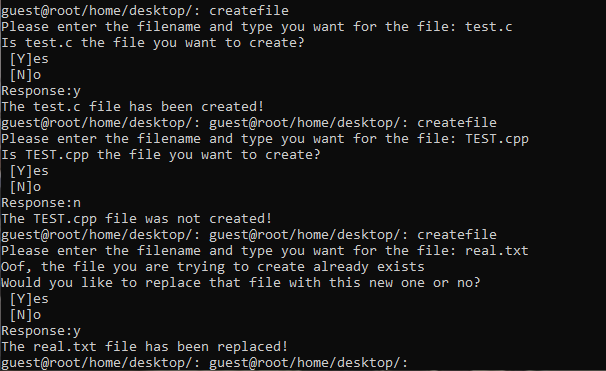 guest@root/home/desktop/: createfile
Please enter the filename and type you want for the file: test.c
Is test.c the file you want to create?
[Y]es
[N]o
Response:y
The test.c file has been created!
guest@root/home/desktop/: guest@root/home/desktop/: createfile
Please enter the filename and type you want for the file: TEST.cpp
Is TEST.cpp the file you want to create?
[Y]es
[N]o
Response:n
The TEST.cpp file was not created!
guest@root/home/desktop/: guest@root/home/desktop/: createfile
Please enter the filename and type you want for the file: real.txt
Oof, the file you are trying to create already exists
Would you like to replace that file with this new one or no?
[Y]es
[N]o
Response:y
The real.txt file has been replaced!
guest@root/home/desktop/: guest@root/home/desktop/: